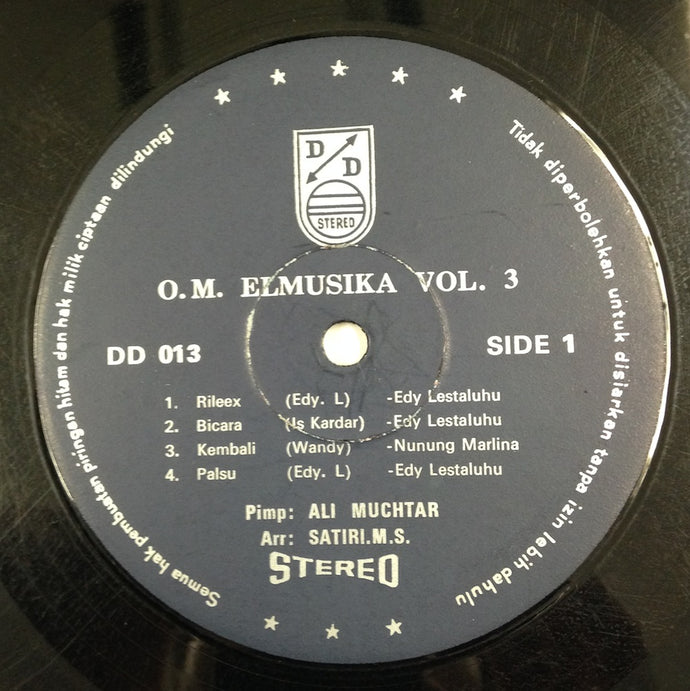 D D
STEREO
O.M. ELMUSIKA VOL. 3
DD 013
SIDE 1
1. Rileex (Edy. L) -Edy Lestaluhu
2. Bicara (Is Kardar) -Edy Lestaluhu
3. Kembali (Wandy) -Nunung Marlina
4. Palsu (Edy. L) -Edy Lestaluhu
Pimp: ALI MUCHTAR
Arr: SATIRI.M.S.
STEREO
Semua hak pembuatan piringan hitam dan hak milik ciptaan dilindungi
Tidak diperbolehkan untuk disiarkan tanpa izin lebih dahulu